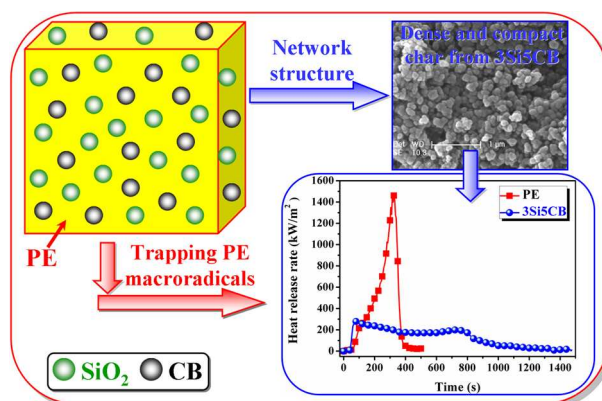 Network
structure
Dense and compact
char from 3Si5CB
Det WD
1 μm
PE
Trapping PE
macroradicals
SiO2
CB
Heat release rate (kW/m2)
1600
1400
1200
1000
800
600
400
200
0
PE
3Si5CB
0 200 400 600 800 1000 1200 1400
Time (s)